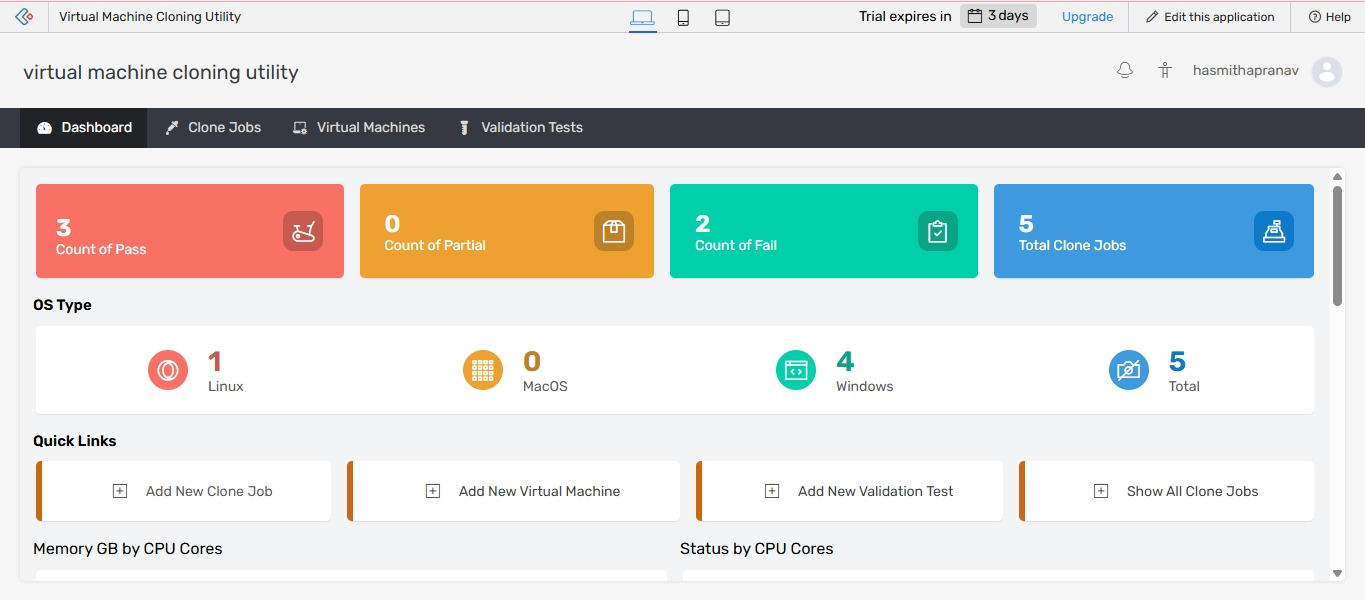 Virtual Machine Cloning Utility
Trial expires in 3 days Upgrade Edit this application Help
virtual machine cloning utility
hasmithapranav
Dashboard Clone Jobs Virtual Machines Validation Tests
3 0 2 5
Count of Pass Count of Partial Count of Fail Total Clone Jobs
OS Type
1 0 4 5
Linux MacOS Windows Total
Quick Links
Add New Clone Job Add New Virtual Machine Add New Validation Test Show All Clone Jobs
Memory GB by CPU Cores Status by CPU Cores